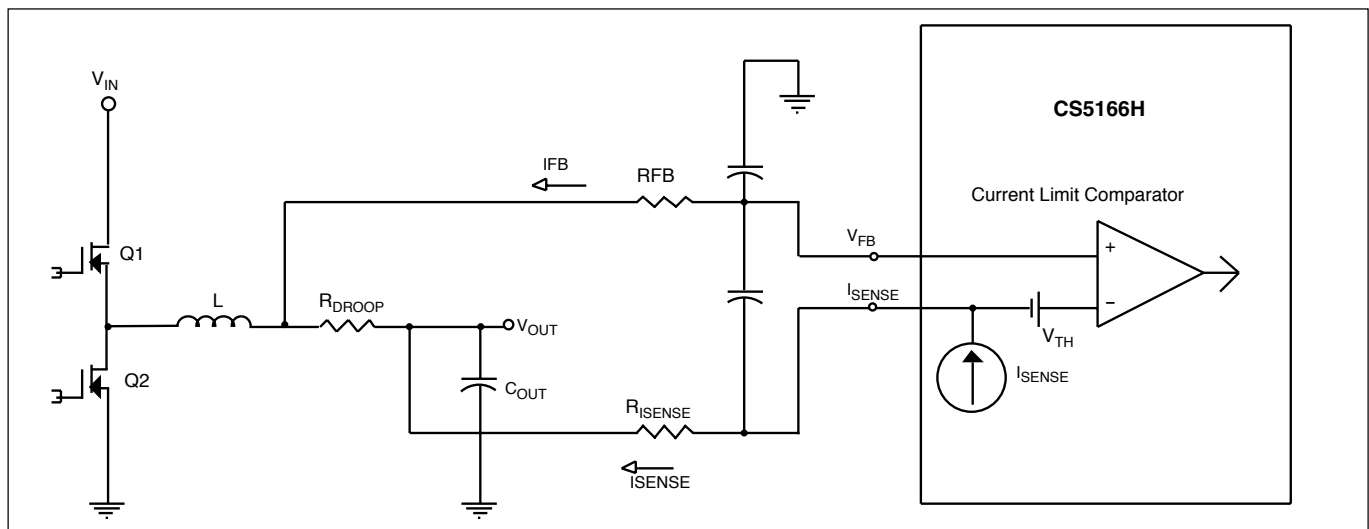 V_IN
CS5166H
IFB
RFB
Current Limit Comparator
V_FB
+
Q1
I_SENSE
L
R_DROOP
−
V_OUT
V_TH
Q2
I_SENSE
C_OUT
R_ISENSE
ISENSE